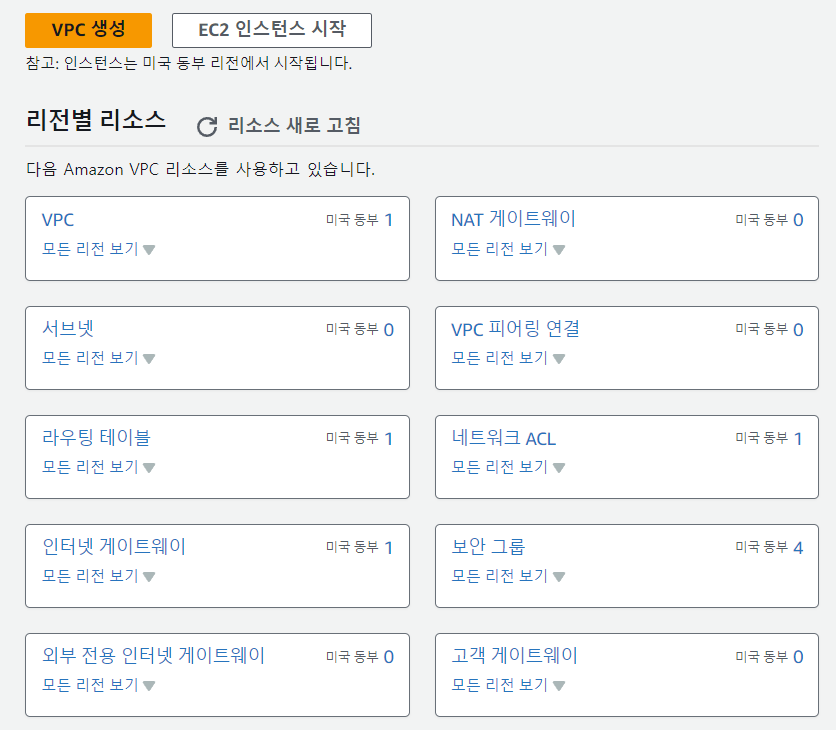 VPC 생성
EC2 인스턴스 시작
참고: 인스턴스는 미국 동부 리전에서 시작됩니다.
리전별 리소스
리소스 새로 고침
다음 Amazon VPC 리소스를 사용하고 있습니다.
VPC 미국 동부 1
모든 리전 보기
NAT 게이트웨이 미국 동부 0
모든 리전 보기
서브넷 미국 동부 0
모든 리전 보기
VPC 피어링 연결 미국 동부 0
모든 리전 보기
라우팅 테이블 미국 동부 1
모든 리전 보기
네트워크 ACL 미국 동부 1
모든 리전 보기
인터넷 게이트웨이 미국 동부 1
모든 리전 보기
보안 그룹 미국 동부 4
모든 리전 보기
외부 전용 인터넷 게이트웨이 미국 동부 0
모든 리전 보기
고객 게이트웨이 미국 동부 0
모든 리전 보기